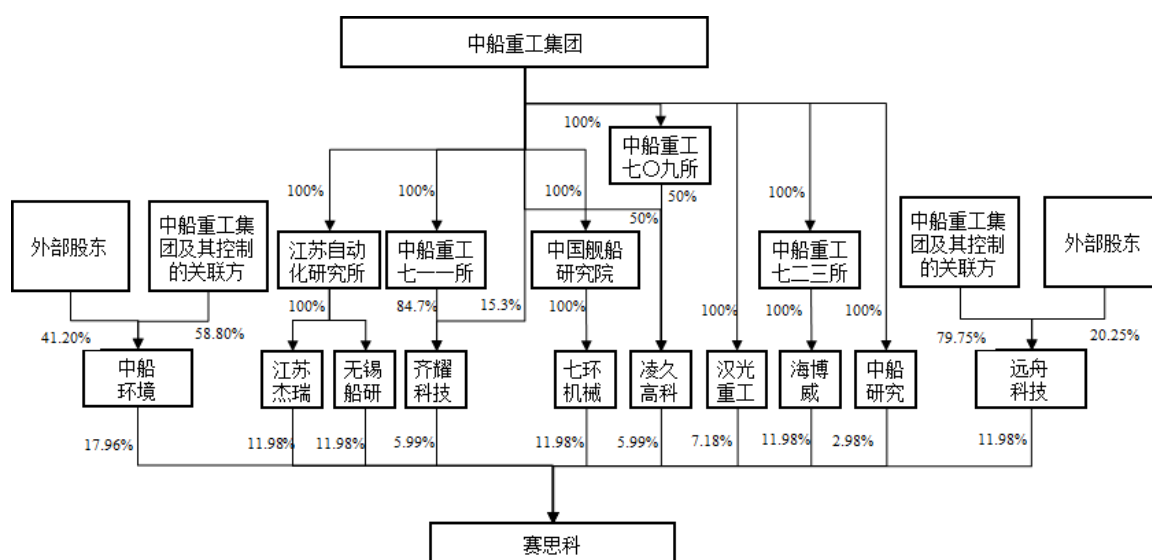 中船重工集团
100%
中船重工
七〇九所
100%
100%
100%
100%
50%
50%
外部股东
中船重工集
团及其控制
的关联方
江苏自动
化研究所
中船重工
七一一所
中国舰船
研究院
中船重工
七二三所
中船重工集
团及其控制
的关联方
外部股东
41.20%
58.80%
100%
84.7%
15.3%
100%
100%
100%
100%
79.75%
20.25%
中船
环境
江苏
杰瑞
无锡
船研
齐耀
科技
七环
机械
凌久
高科
汉光
重工
海博
威
中船
研究
远舟
科技
17.96%
11.98%
11.98%
5.99%
11.98%
5.99%
7.18%
11.98%
2.98%
11.98%
赛思科